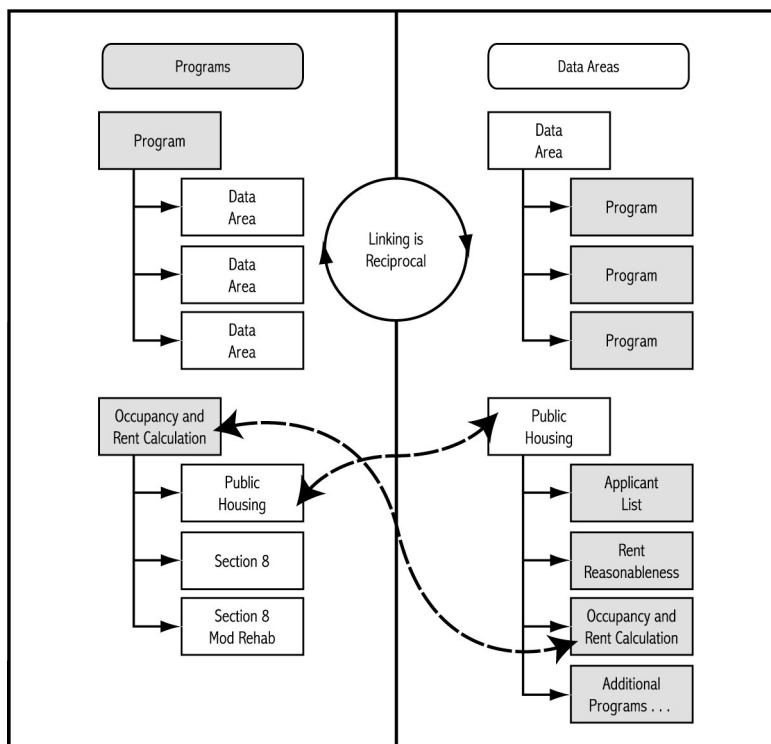 Programs
Program
Data
Area
Data
Area
Data
Area
Occupancy and
Rent Calculation
Public
Housing
Section 8
Section 8
Mod Rehab
Linking is
Reciprocal
Data Areas
Data
Area
Program
Program
Program
Public
Housing
Applicant
List
Rent
Reasonableness
Occupancy and
Rent Calculation
Additional
Programs . . .